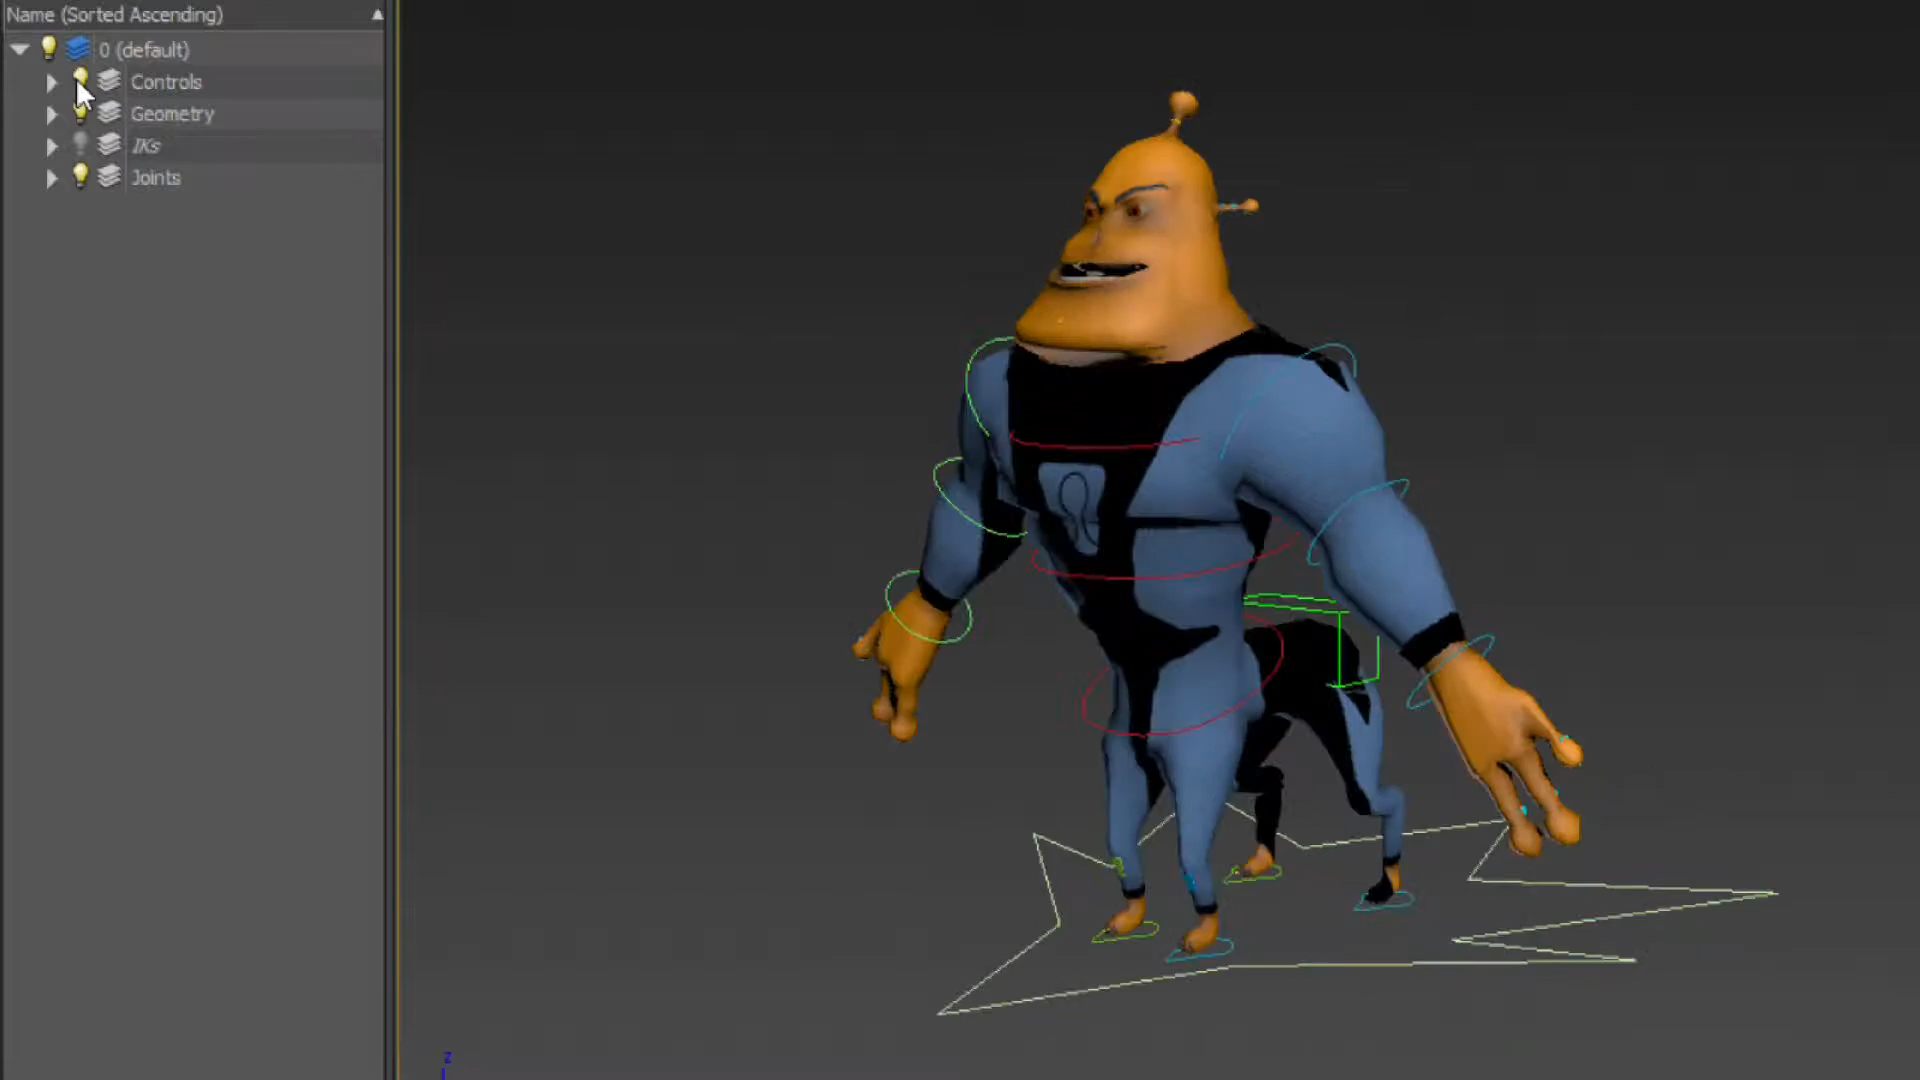 Name (Sorted Ascending)
0 (default)
Controls
Geometry
IKs
Joints
z